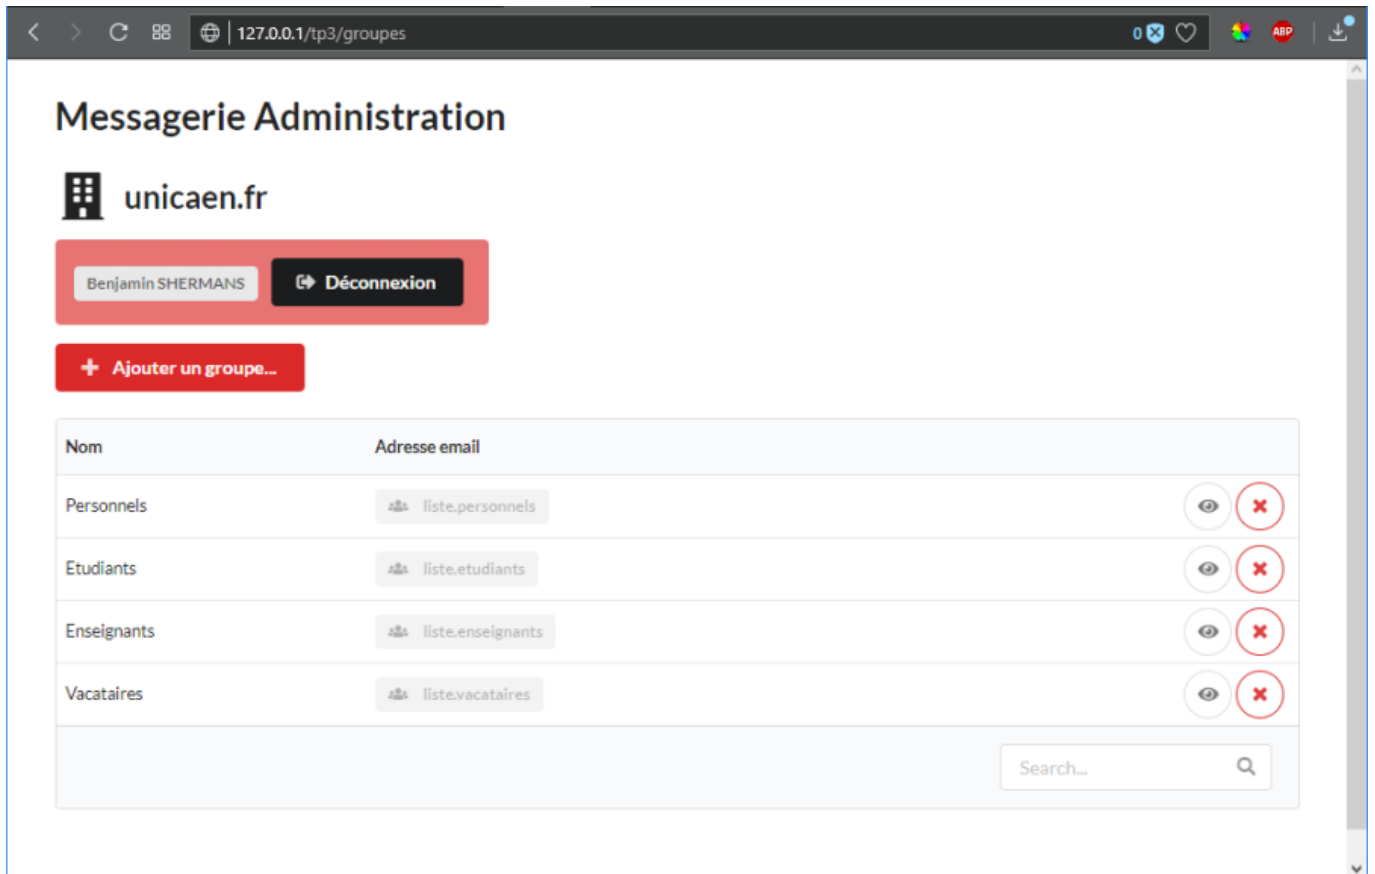 127.0.0.1/tp3/groupes 0 ABP
Messagerie Administration
unicaen.fr
Benjamin SHERMANS Déconnexion
Ajouter un groupe...
Nom Adresse email
Personnels liste.personnels
Etudiants liste.etudiants
Enseignants liste.enseignants
Vacataires liste.vacataires
Search...